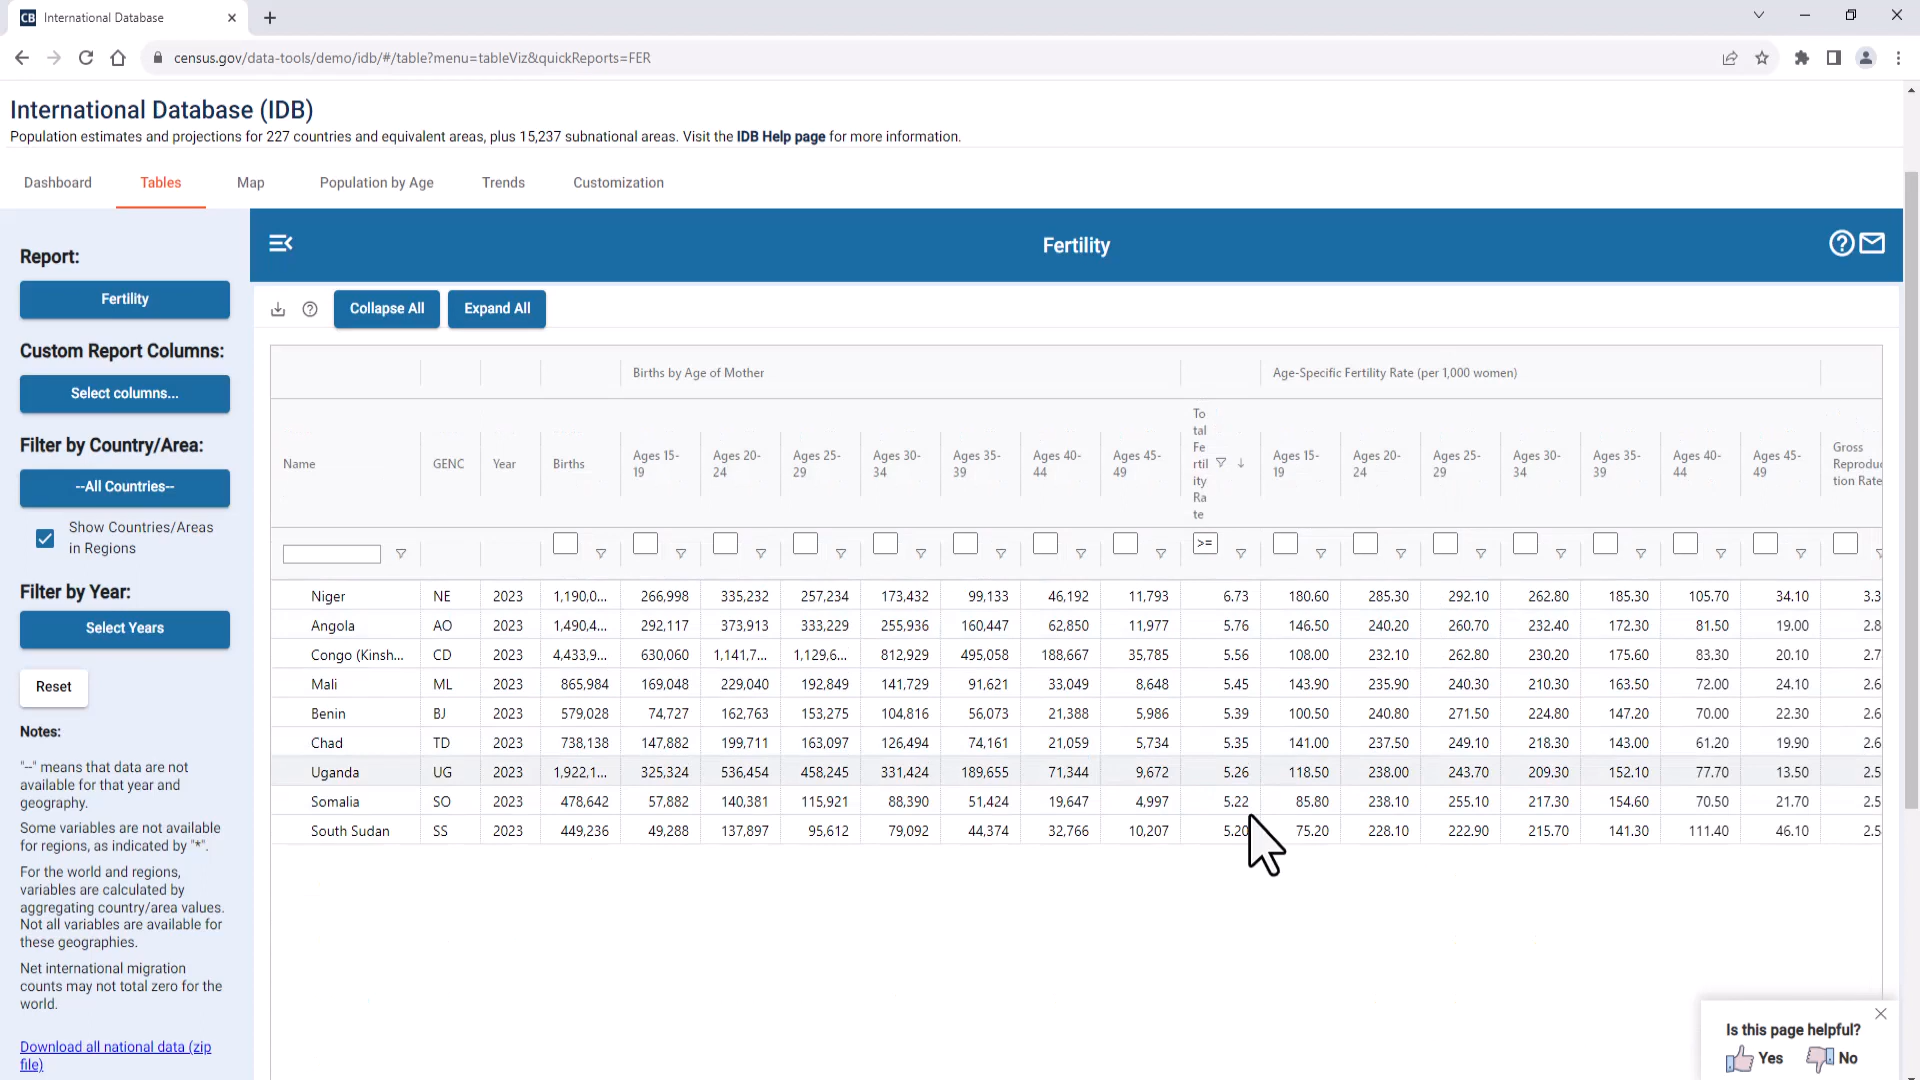 CB International Database
census.gov/data-tools/demo/idb/#/table?menu=tableViz&quickReports=FER
International Database (IDB)
Population estimates and projections for 227 countries and equivalent areas, plus 15,237 subnational areas. Visit the IDB Help page for more information.
Dashboard Tables Map Population by Age Trends Customization
Report:
Fertility
Custom Report Columns:
Select columns...
Filter by Country/Area:
--All Countries--
Show Countries/Areas
in Regions
Filter by Year:
Select Years
Reset
Notes:
"--" means that data are not
available for that year and
geography.
Some variables are not available
for regions, as indicated by "*".
For the world and regions,
variables are calculated by
aggregating country/area values.
Not all variables are available for
these geographies.
Net international migration
counts may not total zero for the
world.
Download all national data (zip
file)
Fertility
Collapse All Expand All
Births by Age of Mother Age-Specific Fertility Rate (per 1,000 women)
Name GENC Year Births Ages 15-19 Ages 20-24 Ages 25-29 Ages 30-34 Ages 35-39 Ages 40-44 Ages 45-49 Total Fertility Rate Ages 15-19 Ages 20-24 Ages 25-29 Ages 30-34 Ages 35-39 Ages 40-44 Ages 45-49 Gross Reproduction Rate
>=
Niger NE 2023 1,190,0... 266,998 335,232 257,234 173,432 99,133 46,192 11,793 6.73 180.60 285.30 292.10 262.80 185.30 105.70 34.10 3.3
Angola AO 2023 1,490,4... 292,117 373,913 333,229 255,936 160,447 62,850 11,977 5.76 146.50 240.20 260.70 232.40 172.30 81.50 19.00 2.8
Congo (Kinsh... CD 2023 4,433,9... 630,060 1,141,7... 1,129,6... 812,929 495,058 188,667 35,785 5.56 108.00 232.10 262.80 230.20 175.60 83.30 20.10 2.7
Mali ML 2023 865,984 169,048 229,040 192,849 141,729 91,621 33,049 8,648 5.45 143.90 235.90 240.30 210.30 163.50 72.00 24.10 2.6
Benin BJ 2023 579,028 74,727 162,763 153,275 104,816 56,073 21,388 5,986 5.39 100.50 240.80 271.50 224.80 147.20 70.00 22.30 2.6
Chad TD 2023 738,138 147,882 199,711 163,097 126,494 74,161 21,059 5,734 5.35 141.00 237.50 249.10 218.30 143.00 61.20 19.90 2.6
Uganda UG 2023 1,922,1... 325,324 536,454 458,245 331,424 189,655 71,344 9,672 5.26 118.50 238.00 243.70 209.30 152.10 77.70 13.50 2.5
Somalia SO 2023 478,642 57,882 140,381 115,921 88,390 51,424 19,647 4,997 5.22 85.80 238.10 255.10 217.30 154.60 70.50 21.70 2.5
South Sudan SS 2023 449,236 49,288 137,897 95,612 79,092 44,374 32,766 10,207 5.20 75.20 228.10 222.90 215.70 141.30 111.40 46.10 2.5
Is this page helpful?
Yes No